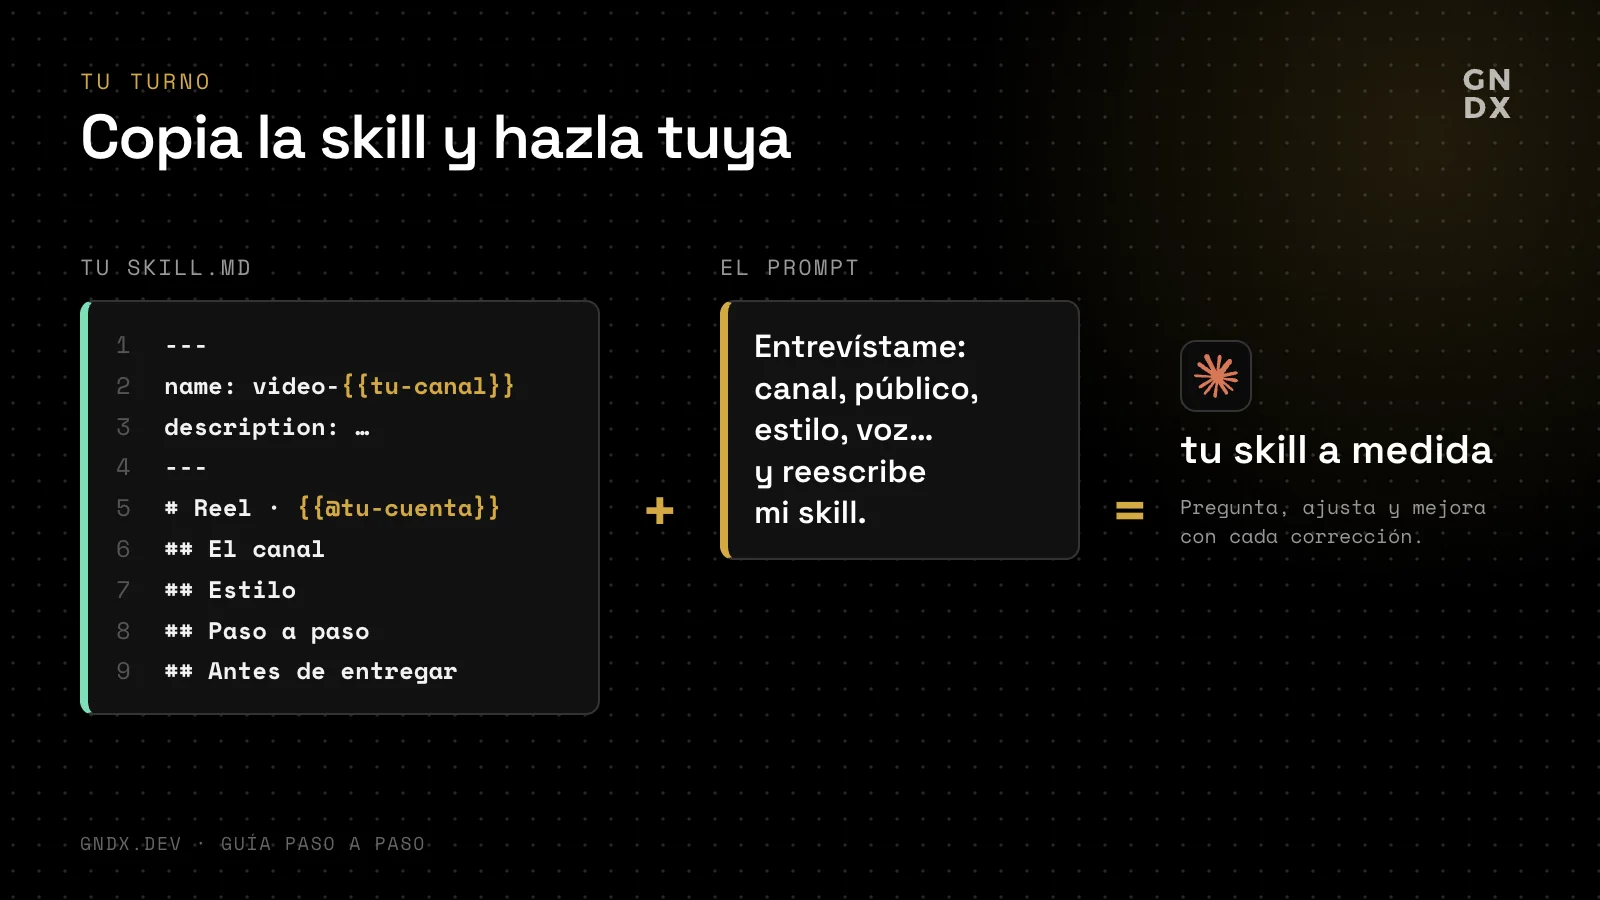 TU TURNO
Copia la skill y hazla tuya
GN
DX
TU SKILL.MD
1 ---
2 name: video-{{tu-canal}}
3 description: …
4 ---
5 # Reel · {{@tu-cuenta}}
6 ## El canal
7 ## Estilo
8 ## Paso a paso
9 ## Antes de entregar
+
EL PROMPT
Entrevístame:
canal, público,
estilo, voz...
y reescribe
mi skill.
=
tu skill a medida
Pregunta, ajusta y mejora
con cada corrección.
GNDX.DEV · GUÍA PASO A PASO